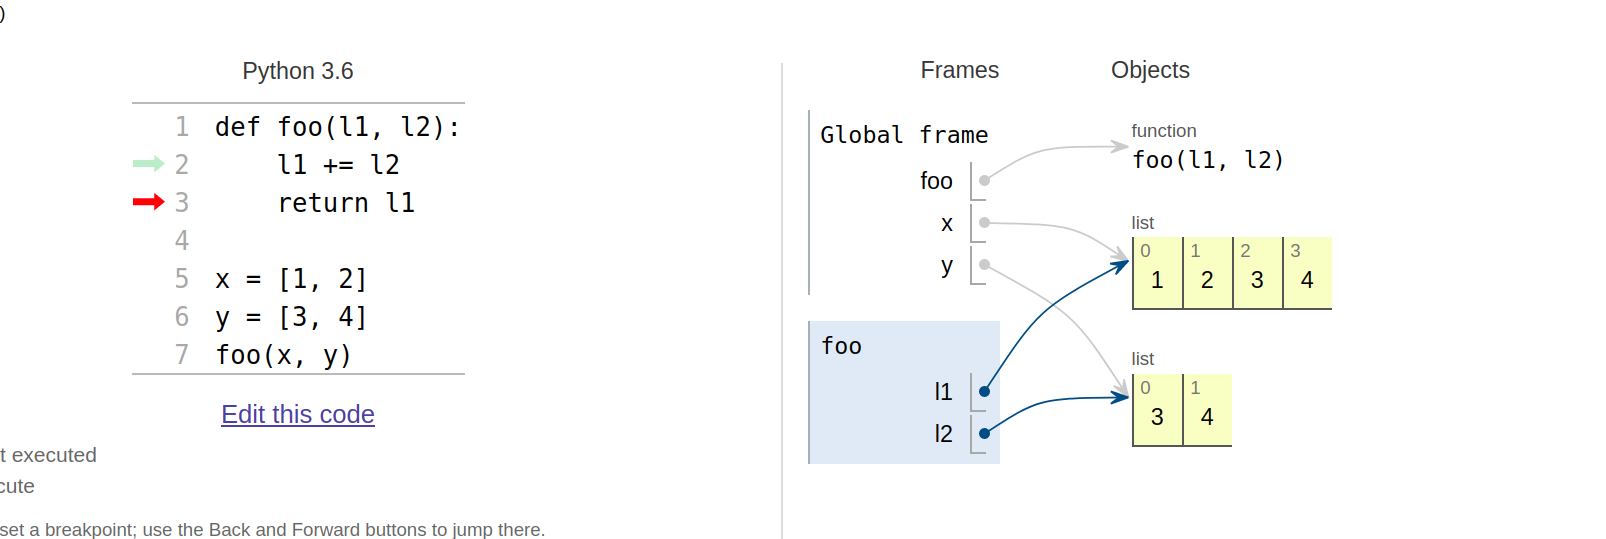 )
Python 3.6
1 def foo(l1, l2):
2     l1 += l2
3     return l1
4
5 x = [1, 2]
6 y = [3, 4]
7 foo(x, y)
Edit this code
t executed
cute
set a breakpoint; use the Back and Forward buttons to jump there.
Frames Objects
Global frame
foo
x
y
function
foo(l1, l2)
list
0 1 2 3
1 2 3 4
foo
l1
l2
list
0 1
3 4